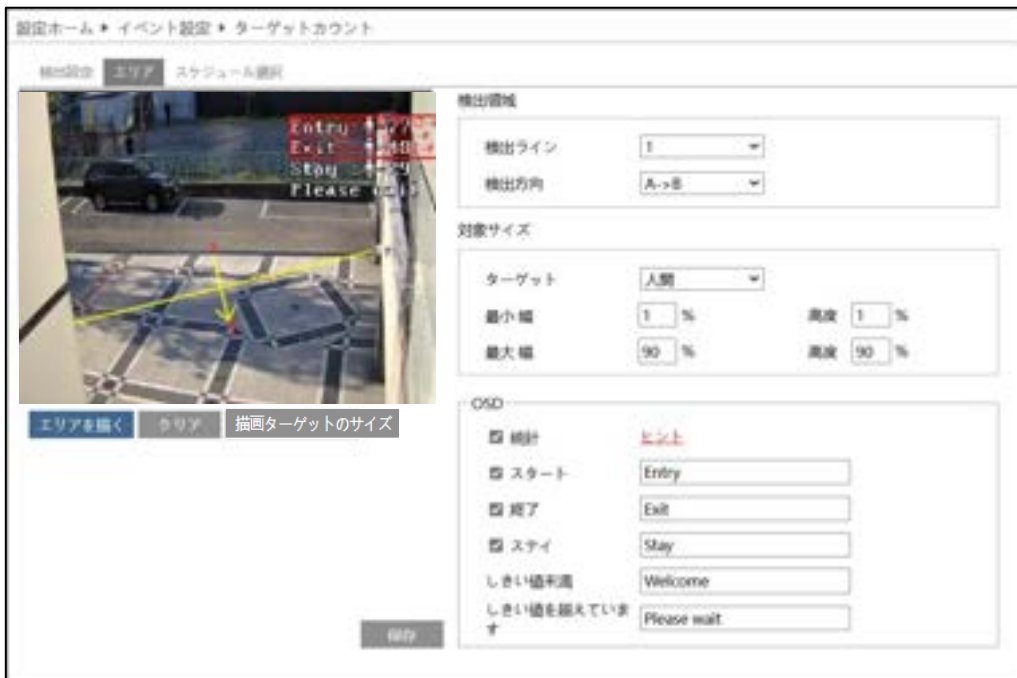 設定ホーム ▶ イベント設定 ▶ ターゲットカウント
検出設定 エリア スケジュール選択
Entry
Exit
Stay
Please wait
エリアを描く クリア 描画ターゲットのサイズ
保存
検出領域
検出ライン 1
検出方向 A->B
対象サイズ
ターゲット 人間
最小 幅 1 % 高度 1 %
最大 幅 90 % 高度 90 %
OSD
統計 ヒント
スタート Entry
終了 Exit
ステイ Stay
しきい値未満 Welcome
しきい値を超えています Please wait